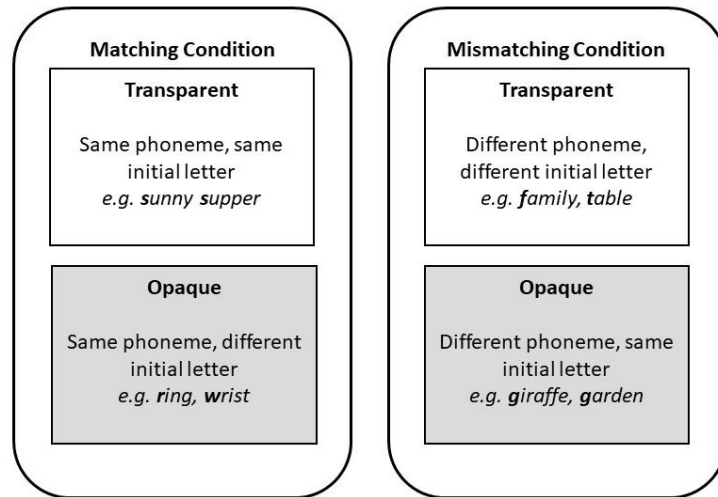 Matching Condition
Transparent
Same phoneme, same
initial letter
e.g. sunny supper
Opaque
Same phoneme, different
initial letter
e.g. ring, wrist
Mismatching Condition
Transparent
Different phoneme,
different initial letter
e.g. family, table
Opaque
Different phoneme, same
initial letter
e.g. giraffe, garden